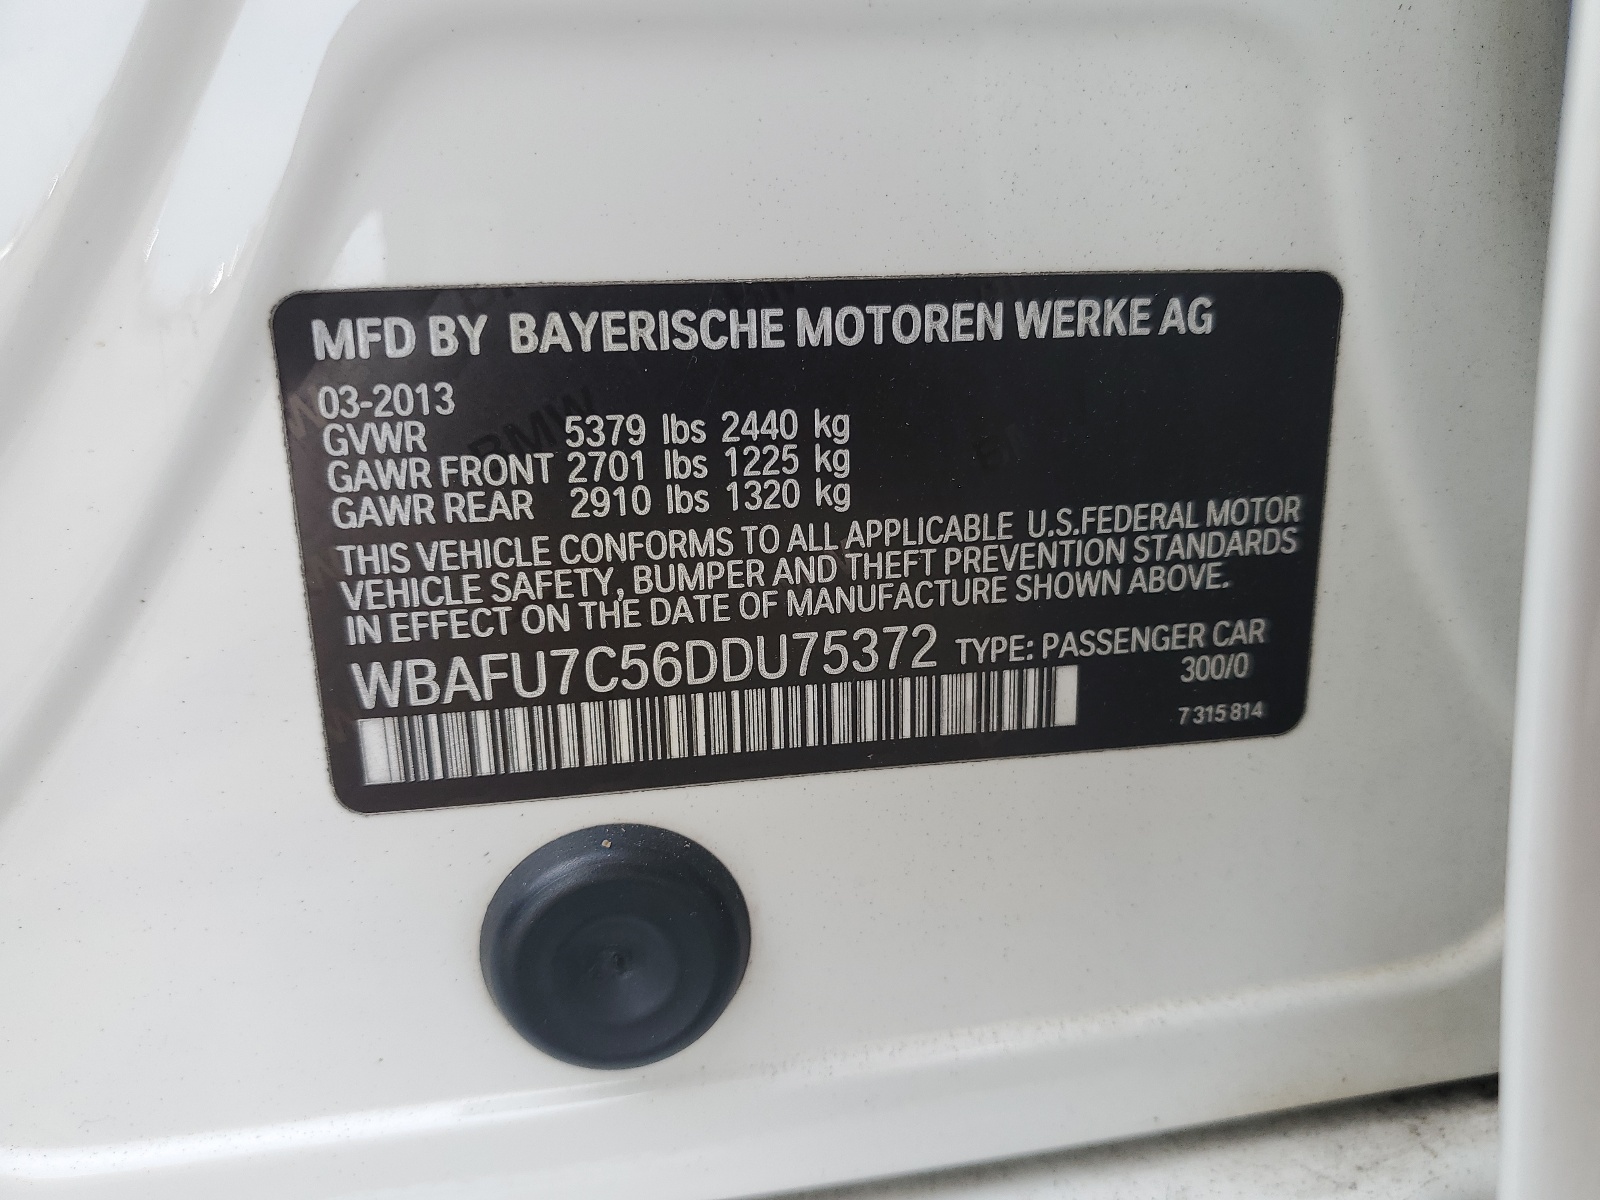 MFD BY BAYERISCHE MOTOREN WERKE AG
03-2013
GVWR 5379 lbs 2440 kg
GAWR FRONT 2701 lbs 1225 kg
GAWR REAR 2910 lbs 1320 kg
THIS VEHICLE CONFORMS TO ALL APPLICABLE U.S.FEDERAL MOTOR
VEHICLE SAFETY, BUMPER AND THEFT PREVENTION STANDARDS
IN EFFECT ON THE DATE OF MANUFACTURE SHOWN ABOVE.
WBAFU7C56DDU75372 TYPE: PASSENGER CAR
300/0
7 315 814